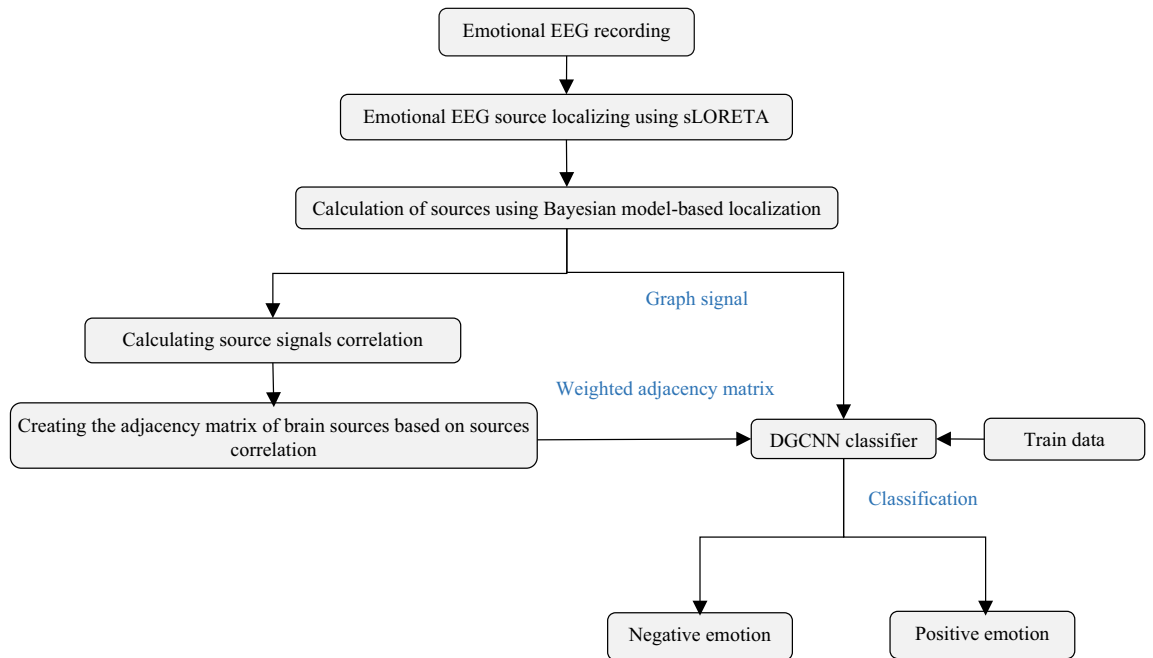 Emotional EEG recording
Emotional EEG source localizing using sLORETA
Calculation of sources using Bayesian model-based localization
Graph signal
Calculating source signals correlation
Weighted adjacency matrix
Creating the adjacency matrix of brain sources based on sources
correlation
DGCNN classifier
Train data
Classification
Negative emotion
Positive emotion